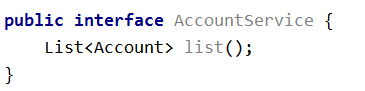 public interface AccountService {
    List<Account> list();
}